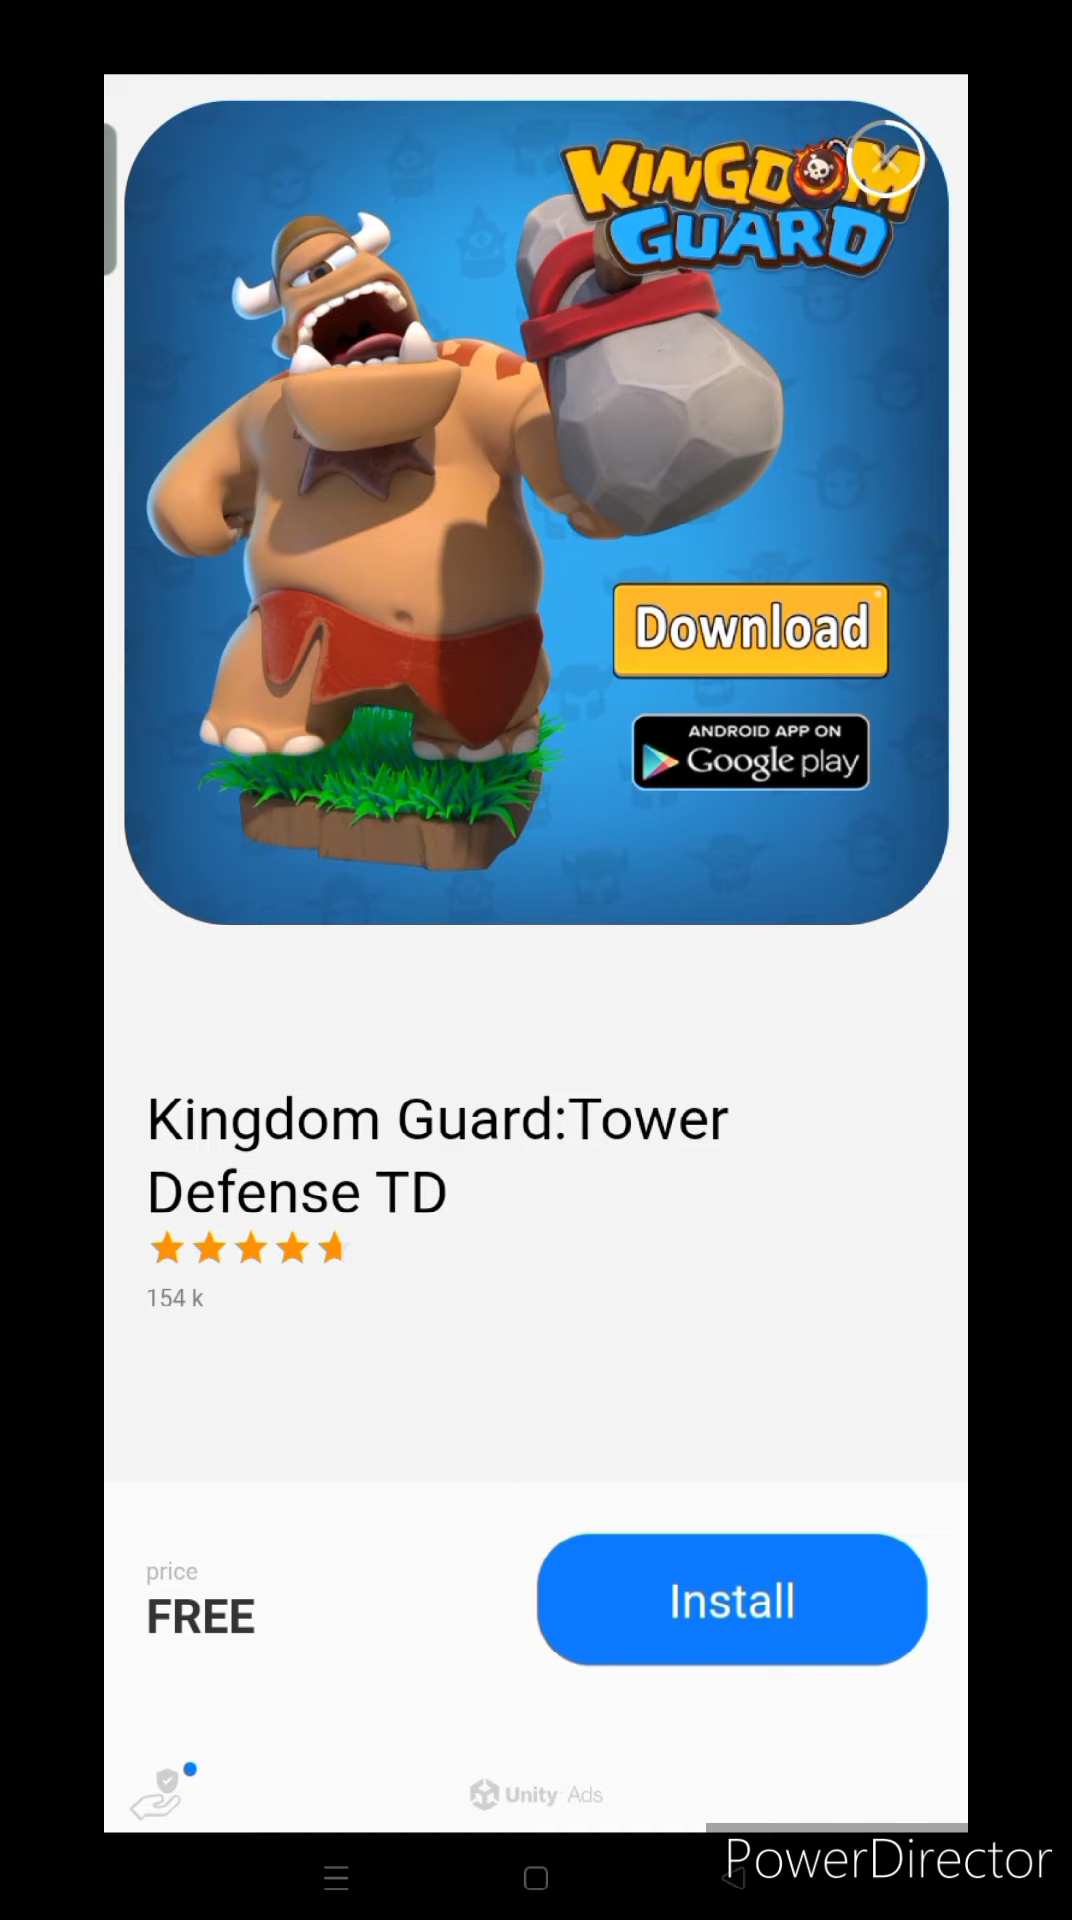 KINGDOM
GUARD
Download
ANDROID APP ON
Google play
Kingdom Guard:Tower
Defense TD
154 k
price
FREE
Install
Unity Ads
PowerDirector